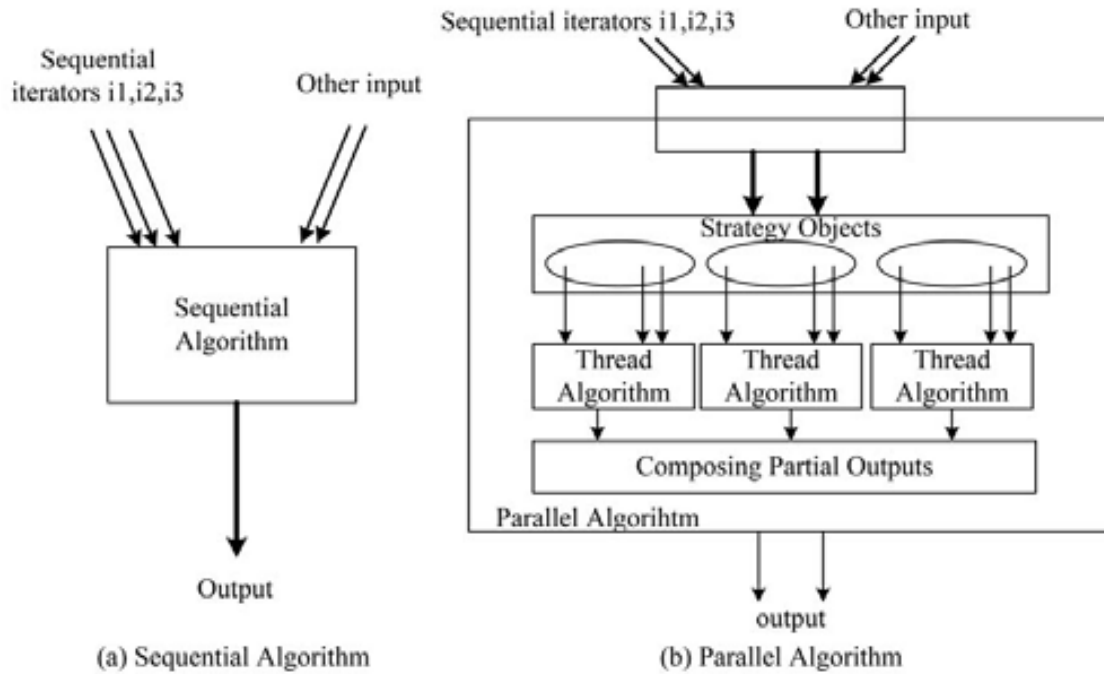 Sequential
iterators i1,i2,i3
Other input
Sequential
Algorithm
Output
(a) Sequential Algorithm
Sequential iterators i1,i2,i3
Other input
Strategy Objects
Thread
Algorithm
Thread
Algorithm
Thread
Algorithm
Composing Partial Outputs
Parallel Algorihtm
output
(b) Parallel Algorithm